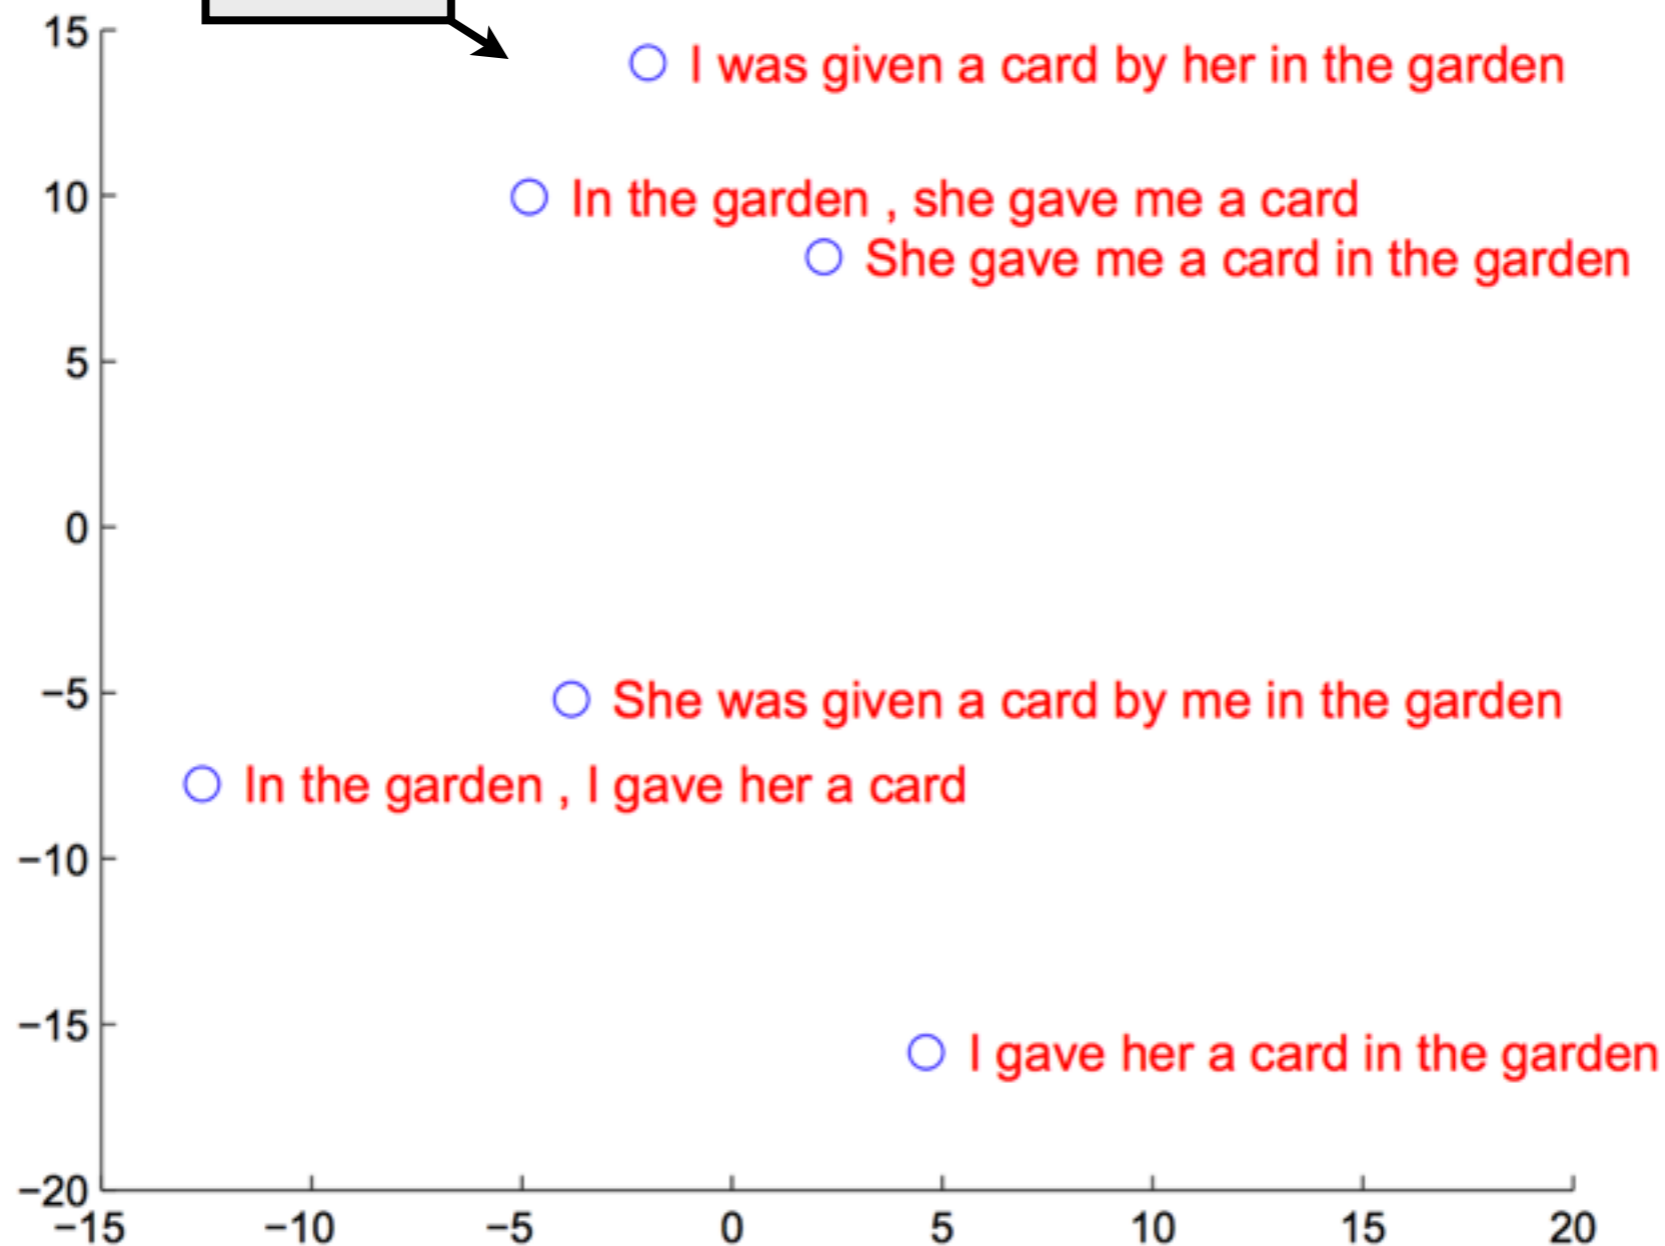 15
I was given a card by her in the garden
10
In the garden , she gave me a card
She gave me a card in the garden
5
0
−5
She was given a card by me in the garden
In the garden , I gave her a card
−10
−15
I gave her a card in the garden
−20
−15 −10 −5 0 5 10 15 20